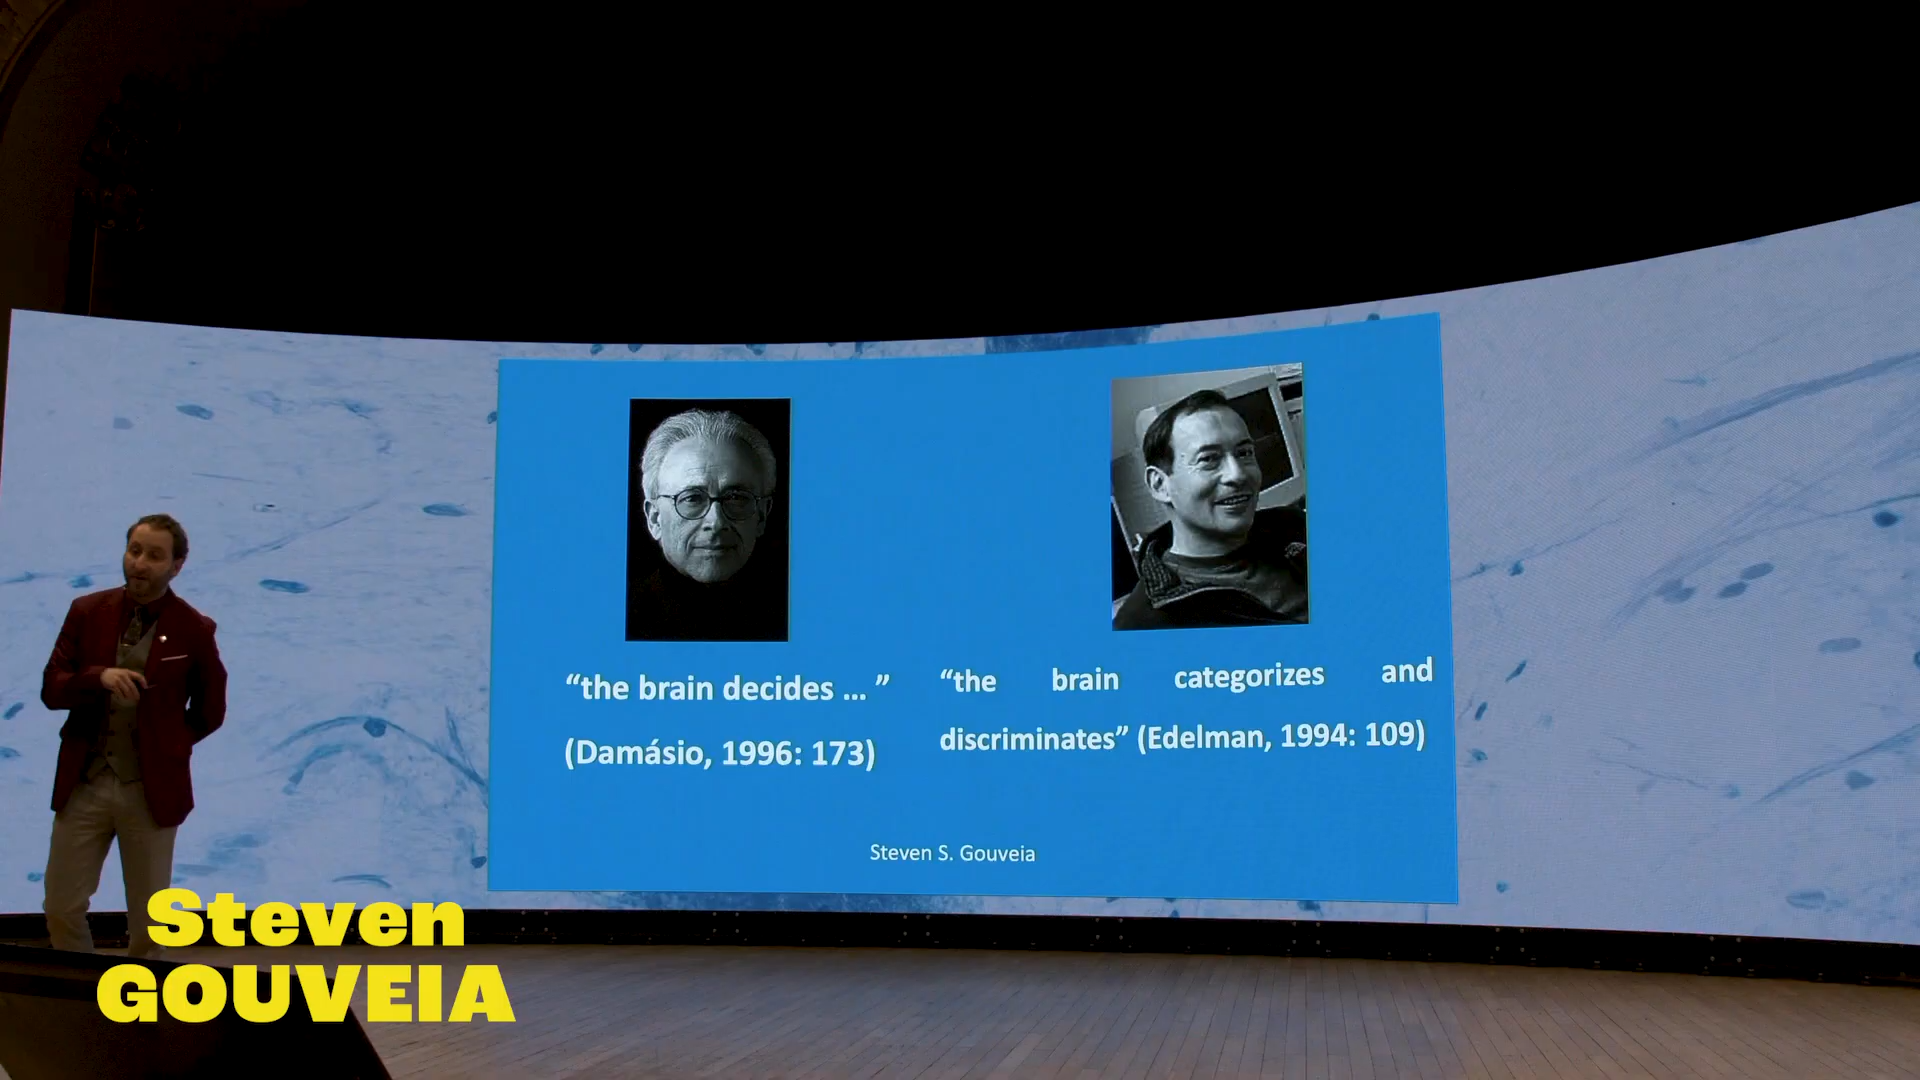 “the brain decides ... ”
(Damásio, 1996: 173)
“the brain categorizes and
discriminates” (Edelman, 1994: 109)
Steven S. Gouveia
Steven
GOUVEIA